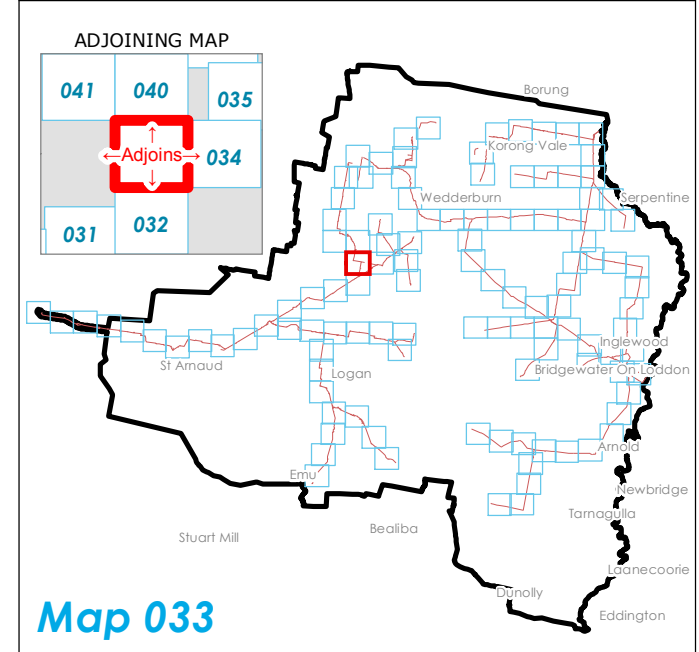 ADJOINING MAP
041
040
035
Adjoins
034
031
032
Borung
Korong Vale
Wedderburn
Serpentine
Inglewood
St Arnaud
Logan
Bridgewater On Loddon
Arnold
Emu
Newbridge
Tarnagulla
Bealiba
Stuart Mill
Laanecoorie
Dunolly
Eddington
Map 033